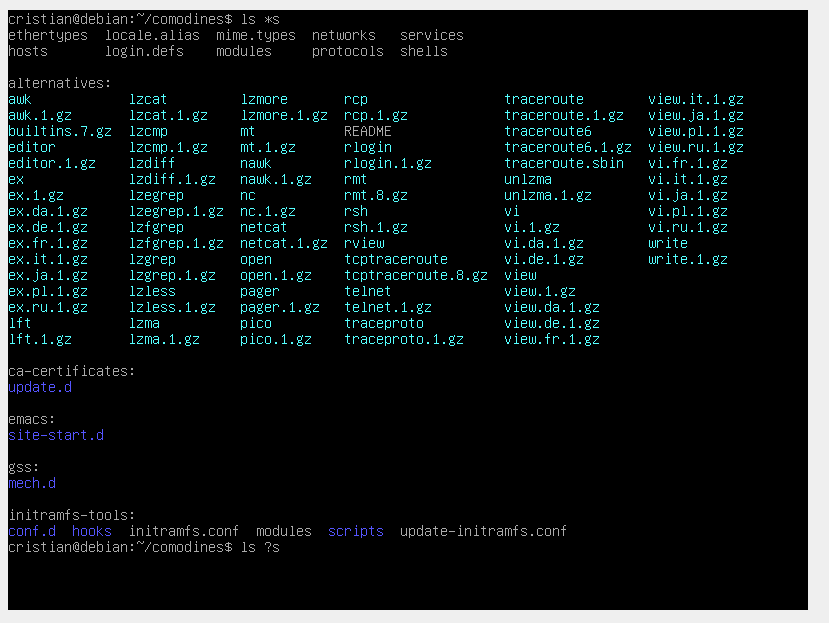 cristian@debian:~/comodines$ ls *s
ethertypes locale.alias mime.types networks services
hosts login.defs modules protocols shells
alternatives:
awk lzcat lzmore rcp traceroute view.it.1.gz
awk.1.gz lzcat.1.gz lzmore.1.gz rcp.1.gz traceroute.1.gz view.ja.1.gz
builtins.7.gz lzcmp mt README traceroute6 view.pl.1.gz
editor lzcmp.1.gz mt.1.gz rlogin traceroute6.1.gz view.ru.1.gz
editor.1.gz lzdiff nawk rlogin.1.gz traceroute.sbin vi.fr.1.gz
ex lzdiff.1.gz nawk.1.gz rmt unlzma vi.it.1.gz
ex.1.gz lzegrep nc rmt.8.gz unlzma.1.gz vi.ja.1.gz
ex.da.1.gz lzegrep.1.gz nc.1.gz rsh vi vi.pl.1.gz
ex.de.1.gz lzfgrep netcat rsh.1.gz vi.1.gz vi.ru.1.gz
ex.fr.1.gz lzfgrep.1.gz netcat.1.gz rview vi.da.1.gz write
ex.it.1.gz lzgrep open tcptraceroute vi.de.1.gz write.1.gz
ex.ja.1.gz lzgrep.1.gz open.1.gz tcptraceroute.8.gz view
ex.pl.1.gz lzless pager telnet view.1.gz
ex.ru.1.gz lzless.1.gz pager.1.gz telnet.1.gz view.da.1.gz
lft lzma pico traceproto view.de.1.gz
lft.1.gz lzma.1.gz pico.1.gz traceproto.1.gz view.fr.1.gz
ca-certificates:
update.d
emacs:
site-start.d
gss:
mech.d
initramfs-tools:
conf.d hooks initramfs.conf modules scripts update-initramfs.conf
cristian@debian:~/comodines$ ls ?s